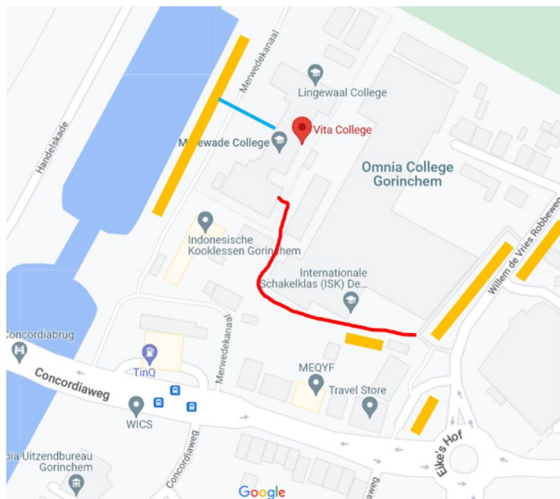 Merwedekanaal
Lingewaal College
Handelskade
Vita College
Merewade College
Omnia College
Gorinchem
Willem de Vries Robbeweg
Indonesische
Kooklessen Gorinchem
Internationale
Schakelklas (ISK) De...
Merwedekanaal
Concordiabrug
TinQ
MEQYF
Concordiaweg
Travel Store
WICS
Eike's Hof
Concordiaweg
Uitzendbureau
Gorinchem
Google